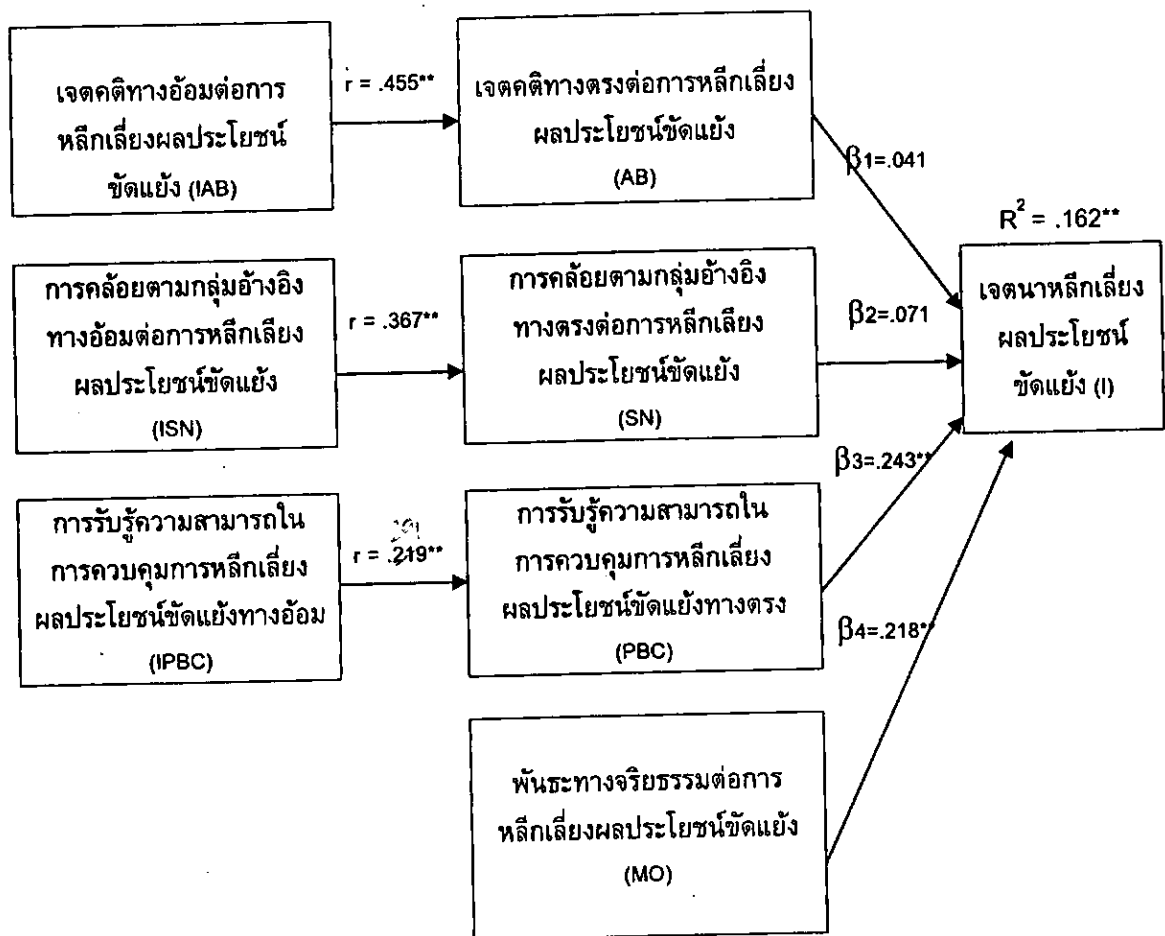 เจตคติทางอ้อมต่อการ
หลีกเลี่ยงผลประโยชน์
ขัดแย้ง (IAB)
r = .455**
เจตคติทางตรงต่อการหลีกเลี่ยง
ผลประโยชน์ขัดแย้ง
(AB)
β1=.041
R² = .162**
การคล้อยตามกลุ่มอ้างอิง
ทางอ้อมต่อการหลีกเลียง
ผลประโยชน์ขัดแย้ง
(ISN)
r = .367**
การคล้อยตามกลุ่มอ้างอิง
ทางตรงต่อการหลีกเลียง
ผลประโยชน์ขัดแย้ง
(SN)
β2=.071
เจตนาหลีกเลี่ยง
ผลประโยชน์
ขัดแย้ง (I)
การรับรู้ความสามารถใน
การควบคุมการหลีกเลี่ยง
ผลประโยชน์ขัดแย้งทางอ้อม
(IPBC)
r = .219**
การรับรู้ความสามารถใน
การควบคุมการหลีกเลี่ยง
ผลประโยชน์ขัดแย้งทางตรง
(PBC)
β3=.243**
β4=.218**
พันธะทางจริยธรรมต่อการ
หลีกเลี่ยงผลประโยชน์ขัดแย้ง
(MO)